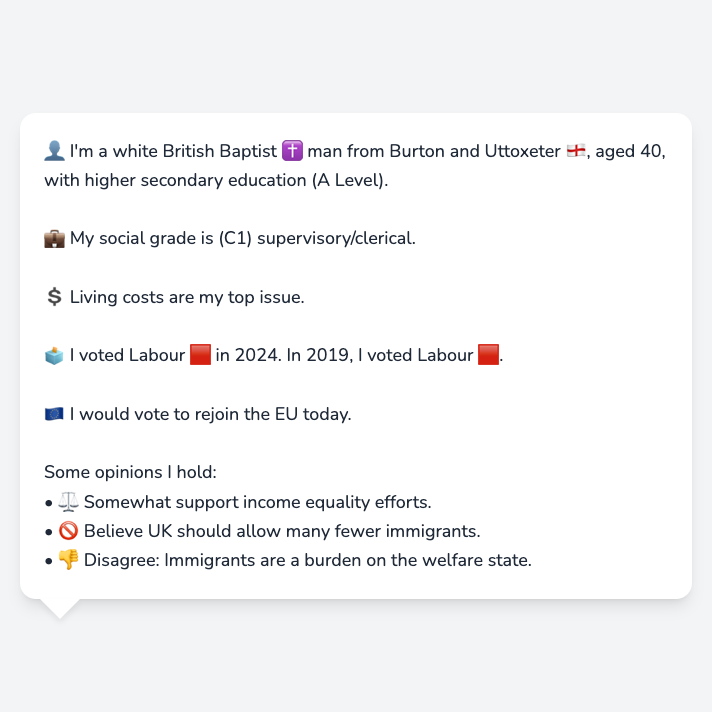 👤 I'm a white British Baptist ✝️ man from Burton and Uttoxeter 🏴󠁧󠁢󠁥󠁮󠁧󠁿, aged 40,
with higher secondary education (A Level).
💼 My social grade is (C1) supervisory/clerical.
💲 Living costs are my top issue.
🗳️ I voted Labour 🟥 in 2024. In 2019, I voted Labour 🟥.
🇪🇺 I would vote to rejoin the EU today.
Some opinions I hold:
• ⚖️ Somewhat support income equality efforts.
• 🚫 Believe UK should allow many fewer immigrants.
• 👎 Disagree: Immigrants are a burden on the welfare state.